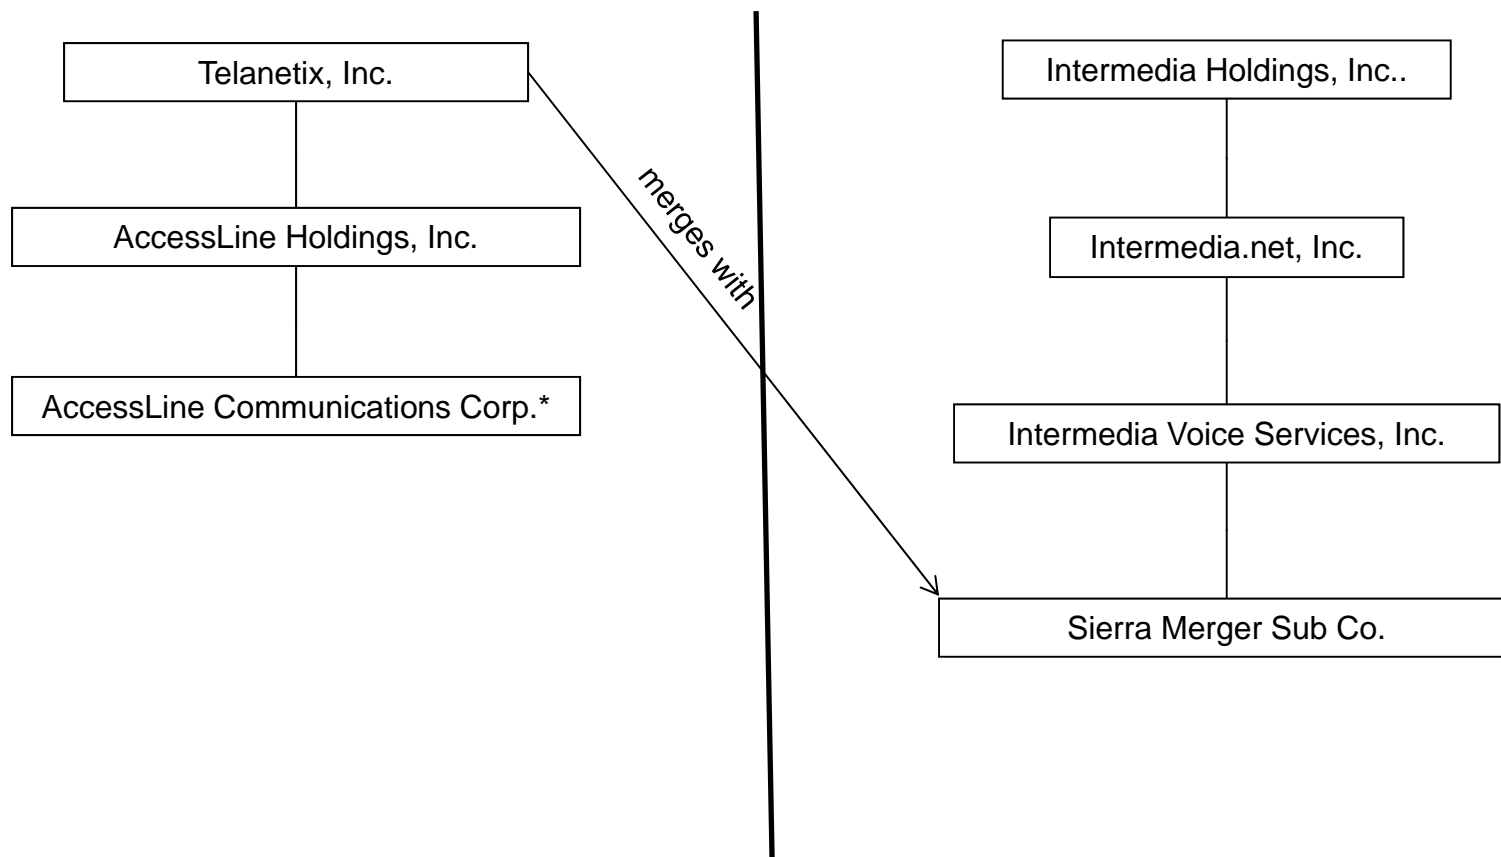 Telanetix, Inc.
AccessLine Holdings, Inc.
AccessLine Communications Corp.*
merges with
Intermedia Holdings, Inc..
Intermedia.net, Inc.
Intermedia Voice Services, Inc.
Sierra Merger Sub Co.